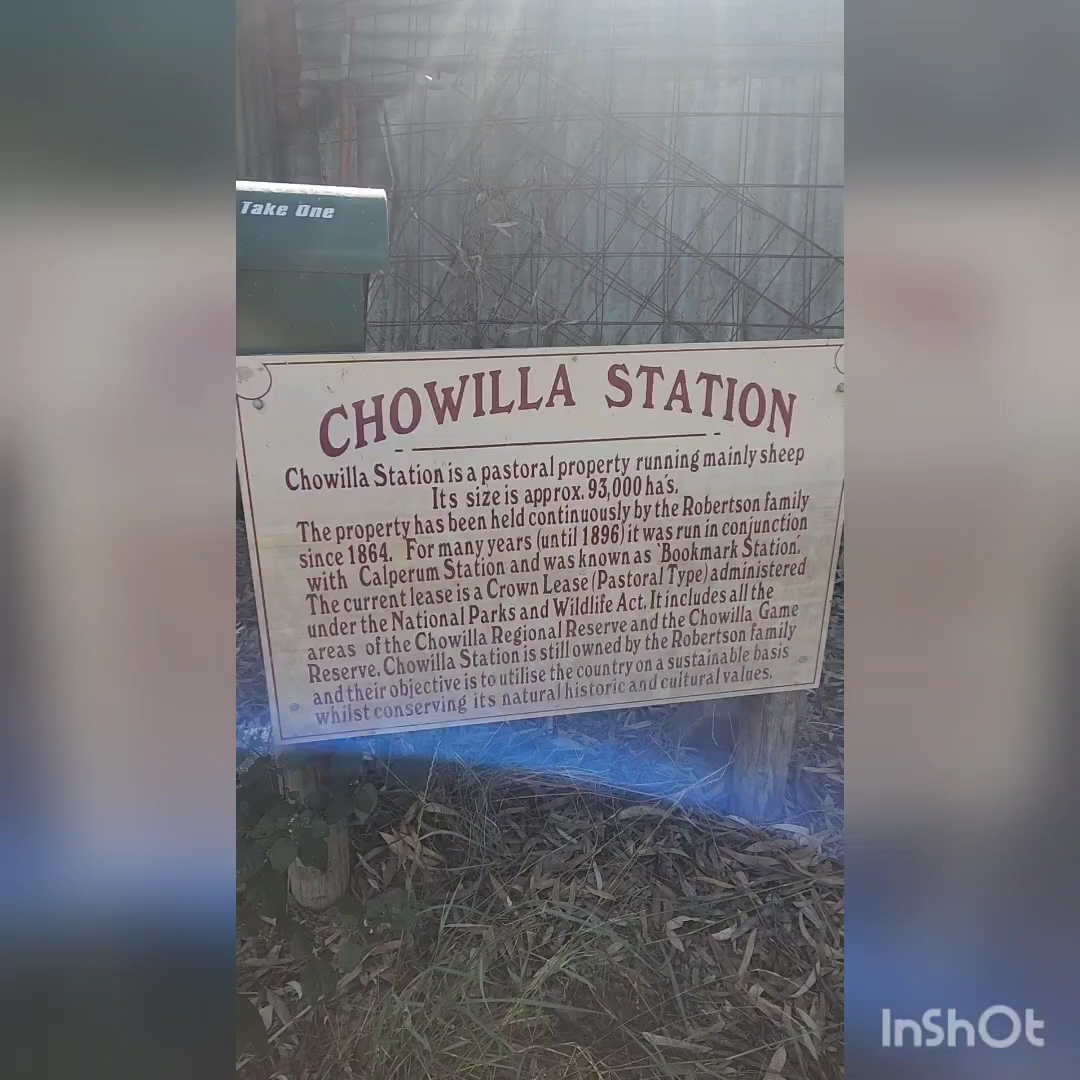 Take One
CHOWILLA STATION
Chowilla Station is a pastoral property running mainly sheep
Its size is approx. 93,000 ha's.
The property has been held continuously by the Robertson family
since 1864. For many years (until 1896) it was run in conjunction
with Calperum Station and was known as 'Bookmark Station.'
The current lease is a Crown Lease (Pastoral Type) administered
under the National Parks and Wildlife Act. It includes all the
areas of the Chowilla Regional Reserve and the Chowilla Game
Reserve. Chowilla Station is still owned by the Robertson family
and their objective is to utilise the country on a sustainable basis
whilst conserving its natural historic and cultural values.
InShOt